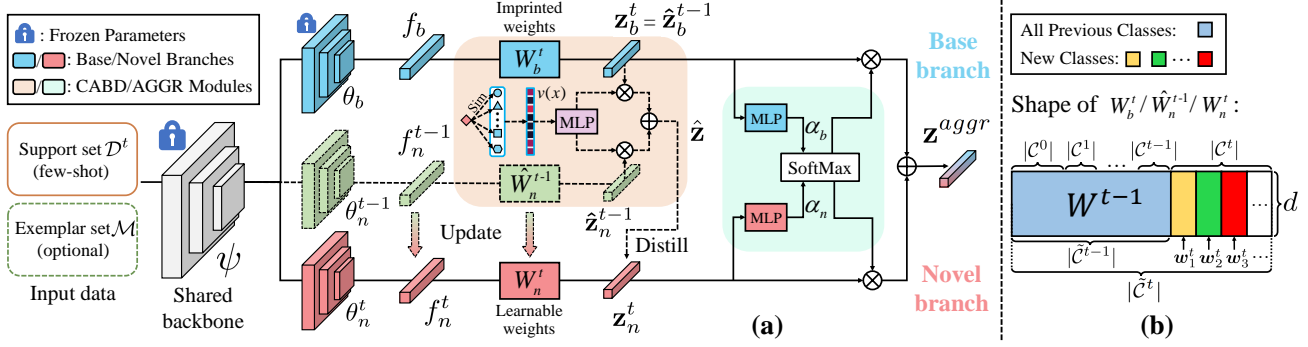 : Frozen Parameters
/ : Base/Novel Branches
/ : CABD/AGGR Modules
Support set 𝒟^t
(few-shot)
Exemplar set ℳ
(optional)
Input data
ψ
Shared
backbone
θ_b
θ_n^{t-1}
θ_n^t
f_b
f_n^{t-1}
f_n^t
Imprinted
weights
W_b^t
z_b^t = ẑ_b^{t-1}
Sim
v(x)
MLP
Ŵ_n^{t-1}
ẑ_n^{t-1}
ẑ
Update
Distill
W_n^t
Learnable
weights
z_n^t
MLP
α_b
SoftMax
α_n
MLP
Base
branch
z^{aggr}
Novel
branch
(a)
All Previous Classes:
New Classes: ...
Shape of W_b^t / Ŵ_n^{t-1} / W_n^t :
|𝒞^0| |𝒞^1| ... |𝒞^{t-1}| |𝒞^t|
W^{t-1} ... d
|𝒞̃^{t-1}| w_1^t w_2^t w_3^t ...
|𝒞̃^t|
(b)